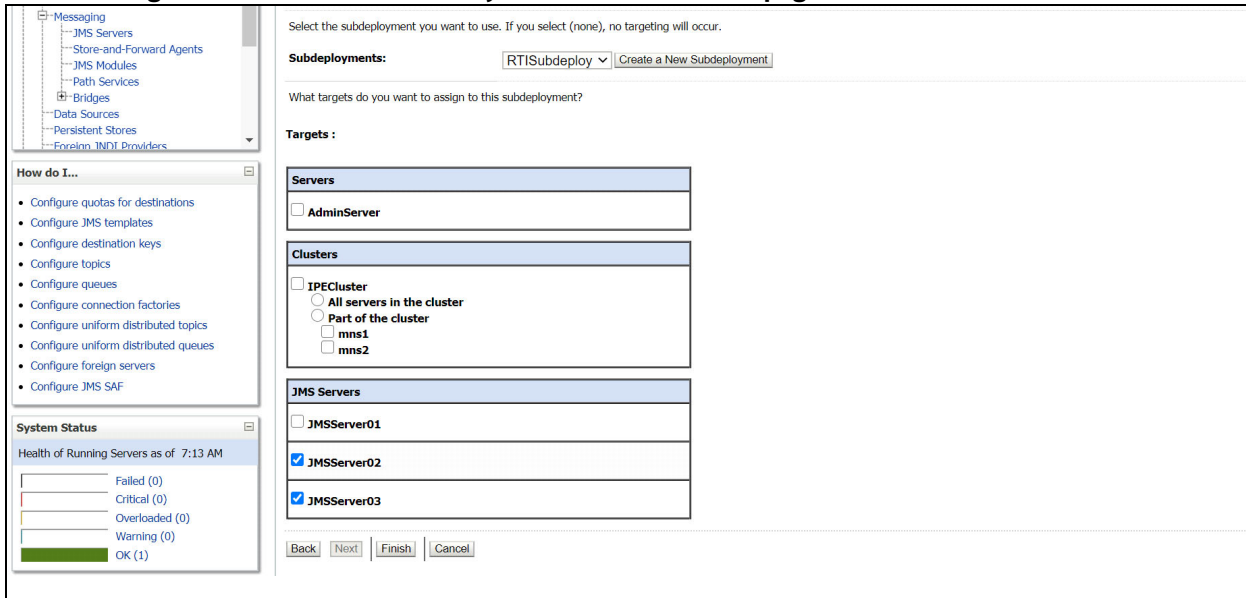 Messaging
JMS Servers
Store-and-Forward Agents
JMS Modules
Path Services
Bridges
Data Sources
Persistent Stores
Foreign JNDI Providers
How do I...
Configure quotas for destinations
Configure JMS templates
Configure destination keys
Configure topics
Configure queues
Configure connection factories
Configure uniform distributed topics
Configure uniform distributed queues
Configure foreign servers
Configure JMS SAF
System Status
Health of Running Servers as of 7:13 AM
Failed (0)
Critical (0)
Overloaded (0)
Warning (0)
OK (1)
Select the subdeployment you want to use. If you select (none), no targeting will occur.
Subdeployments: RTISubdeploy Create a New Subdeployment
What targets do you want to assign to this subdeployment?
Targets :
Servers
AdminServer
Clusters
IPECluster
All servers in the cluster
Part of the cluster
mns1
mns2
JMS Servers
JMSServer01
JMSServer02
JMSServer03
Back Next Finish Cancel